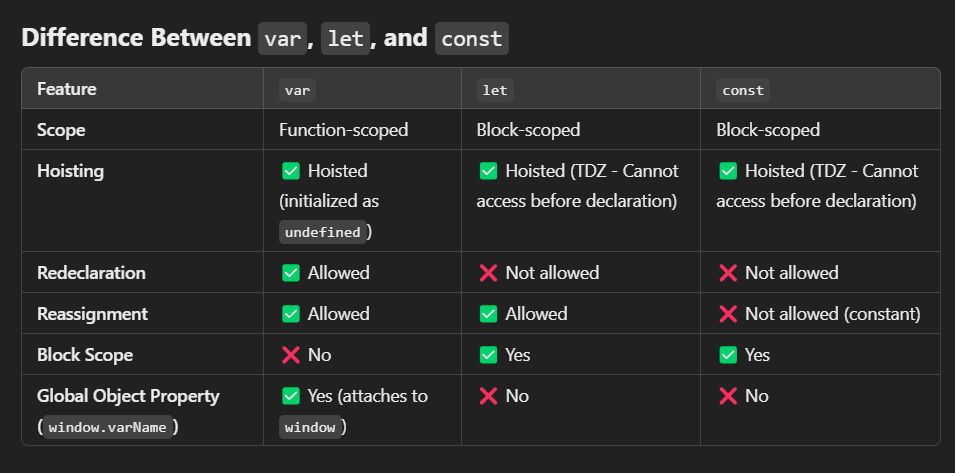 Difference Between var, let, and const
Feature var let const
Scope Function-scoped Block-scoped Block-scoped
Hoisting ✅ Hoisted ✅ Hoisted (TDZ - Cannot ✅ Hoisted (TDZ - Cannot
(initialized as access before declaration) access before declaration)
undefined)
Redeclaration ✅ Allowed ❌ Not allowed ❌ Not allowed
Reassignment ✅ Allowed ✅ Allowed ❌ Not allowed (constant)
Block Scope ❌ No ✅ Yes ✅ Yes
Global Object Property ✅ Yes (attaches to ❌ No ❌ No
(window.varName) window)